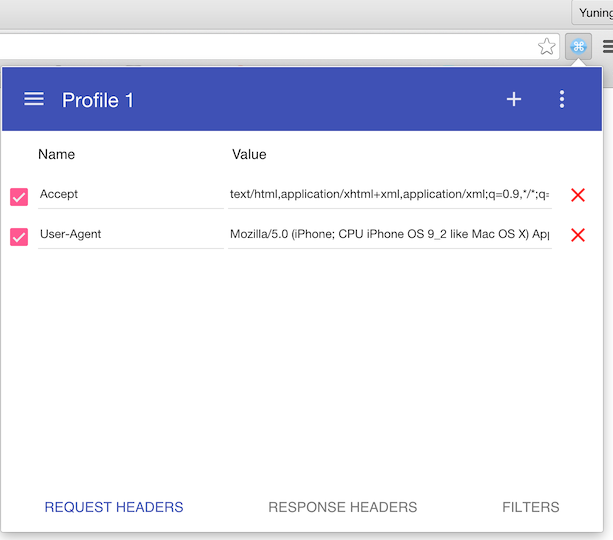 Yuning
Profile 1
Name Value
Accept text/html,application/xhtml+xml,application/xml;q=0.9,*/*;q=
User-Agent Mozilla/5.0 (iPhone; CPU iPhone OS 9_2 like Mac OS X) App
REQUEST HEADERS RESPONSE HEADERS FILTERS